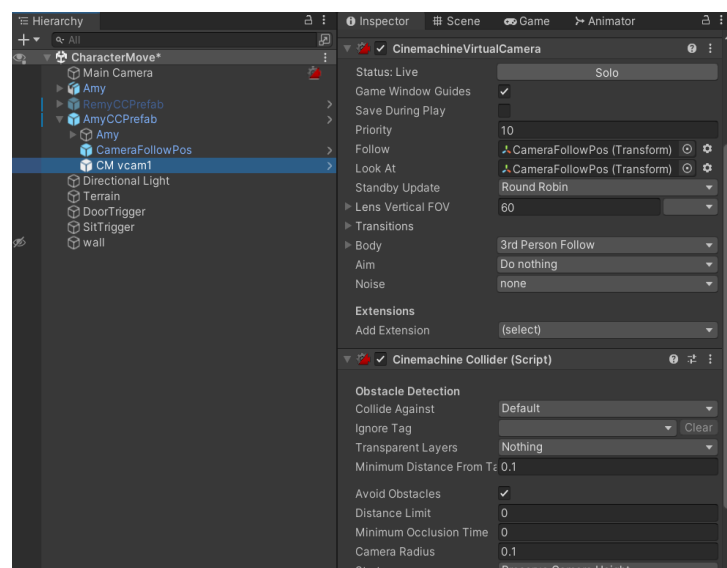 Hierarchy
All
CharacterMove*
Main Camera
Amy
RemyCCPrefab
AmyCCPrefab
Amy
CameraFollowPos
CM vcam1
Directional Light
Terrain
DoorTrigger
SitTrigger
wall
Inspector Scene Game Animator
CinemachineVirtualCamera
Status: Live Solo
Game Window Guides
Save During Play
Priority 10
Follow CameraFollowPos (Transform)
Look At CameraFollowPos (Transform)
Standby Update Round Robin
Lens Vertical FOV 60
Transitions
Body 3rd Person Follow
Aim Do nothing
Noise none
Extensions
Add Extension (select)
Cinemachine Collider (Script)
Obstacle Detection
Collide Against Default
Ignore Tag Clear
Transparent Layers Nothing
Minimum Distance From Ta 0.1
Avoid Obstacles
Distance Limit 0
Minimum Occlusion Time 0
Camera Radius 0.1